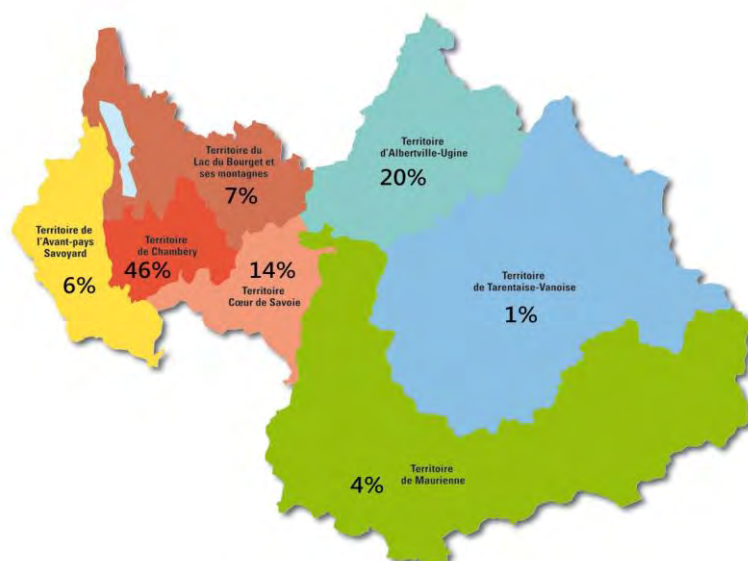 Territoire
d'Albertville-Ugine
20%
Territoire du
Lac du Bourget et
ses montagnes
7%
Territoire de
l'Avant-pays
Savoyard
6%
Territoire
de Chambéry
46%
14%
Territoire
Cœur de Savoie
Territoire
de Tarentaise-Vanoise
1%
4%
Territoire
de Maurienne